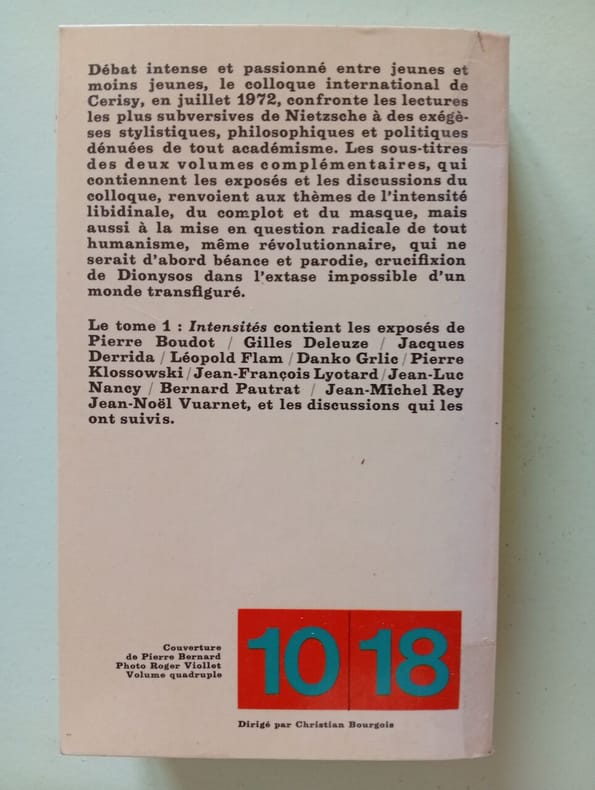 Débat intense et passionné entre jeunes et
moins jeunes, le colloque international de
Cerisy, en juillet 1972, confronte les lectures
les plus subversives de Nietzsche à des exégè-
ses stylistiques, philosophiques et politiques
dénuées de tout académisme. Les sous-titres
des deux volumes complémentaires, qui
contiennent les exposés et les discussions du
colloque, renvoient aux thèmes de l'intensité
libidinale, du complot et du masque, mais
aussi à la mise en question radicale de tout
humanisme, même révolutionnaire, qui ne
serait d'abord béance et parodie, crucifixion
de Dionysos dans l'extase impossible d'un
monde transfiguré.
Le tome 1 : Intensités contient les exposés de
Pierre Boudot / Gilles Deleuze / Jacques
Derrida / Léopold Flam / Danko Grlic / Pierre
Klossowski / Jean-François Lyotard / Jean-Luc
Nancy / Bernard Pautrat / Jean-Michel Rey
Jean-Noël Vuarnet, et les discussions qui les
ont suivis.
Couverture
de Pierre Bernard
Photo Roger Viollet
Volume quadruple
10 18
Dirigé par Christian Bourgois